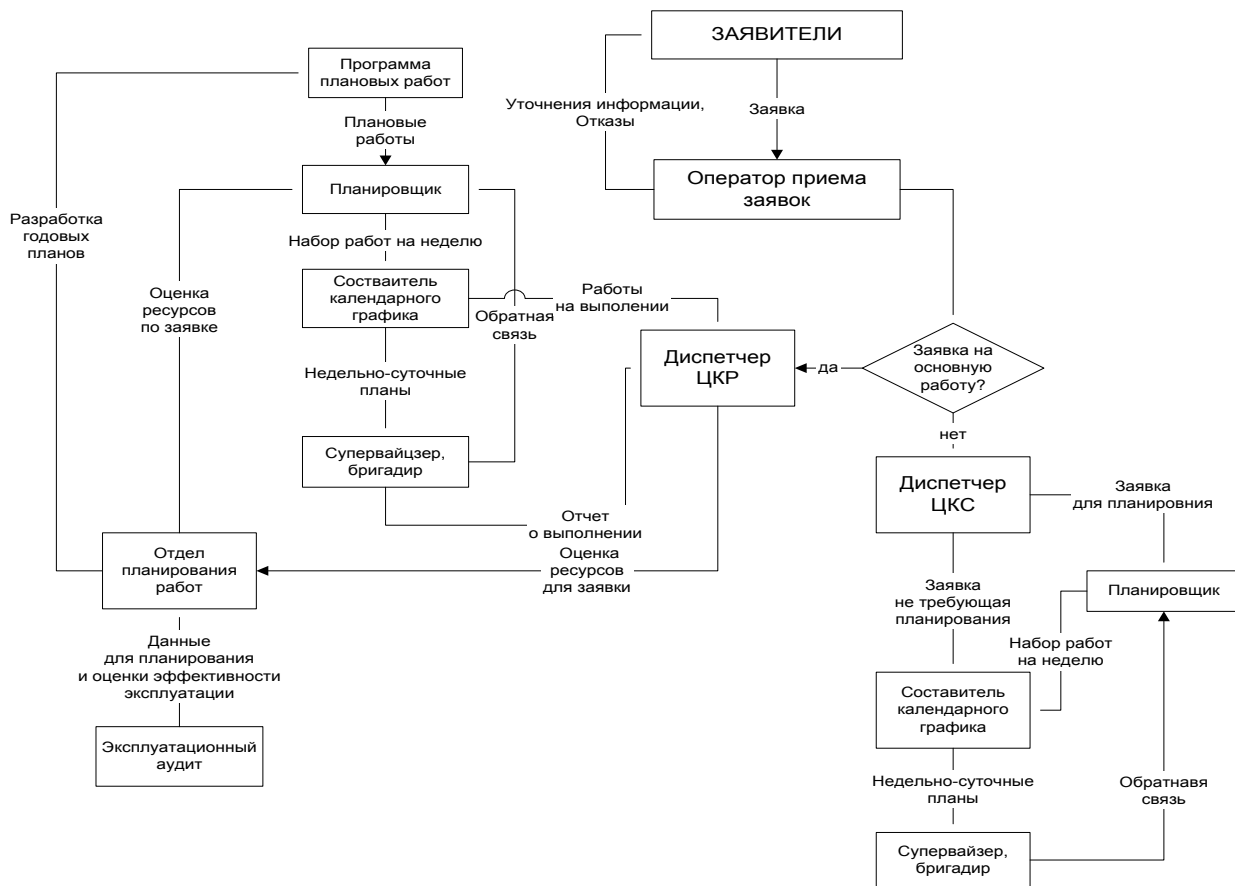 ЗАЯВИТЕЛИ
Программа
плановых работ
Уточнения информации,
Отказы
Заявка
Плановые
работы
Оператор приема
заявок
Планировщик
Разработка
годовых
планов
Набор работ на неделю
Оценка
ресурсов
по заявке
Состваитель
календарного
графика
Работы
на выполении
Обратная
связь
Диспетчер
ЦКР
да
Заявка на
основную
работу?
Недельно-суточные
планы
нет
Супервайцзер,
бригадир
Диспетчер
ЦКС
Заявка
для планировния
Отчет
о выполнении
Отдел
планирования
работ
Оценка
ресурсов
для заявки
Заявка
не требующая
планирования
Планировщик
Данные
для планирования
и оценки эффективности
эксплуатации
Набор работ
на неделю
Составитель
календарного
графика
Эксплуатационный
аудит
Недельно-суточные
планы
Обратнавя
связь
Супервайзер,
бригадир